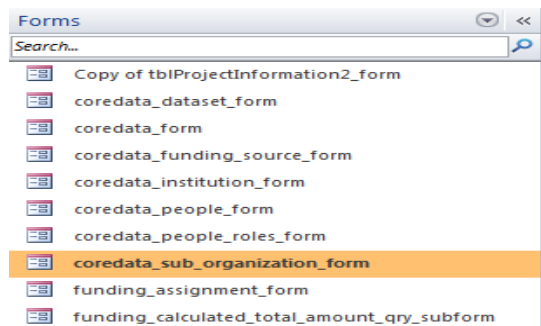 Forms
Search...
Copy of tblProjectInformation2_form
coredata_dataset_form
coredata_form
coredata_funding_source_form
coredata_institution_form
coredata_people_form
coredata_people_roles_form
coredata_sub_organization_form
funding_assignment_form
funding_calculated_total_amount_qry_subform